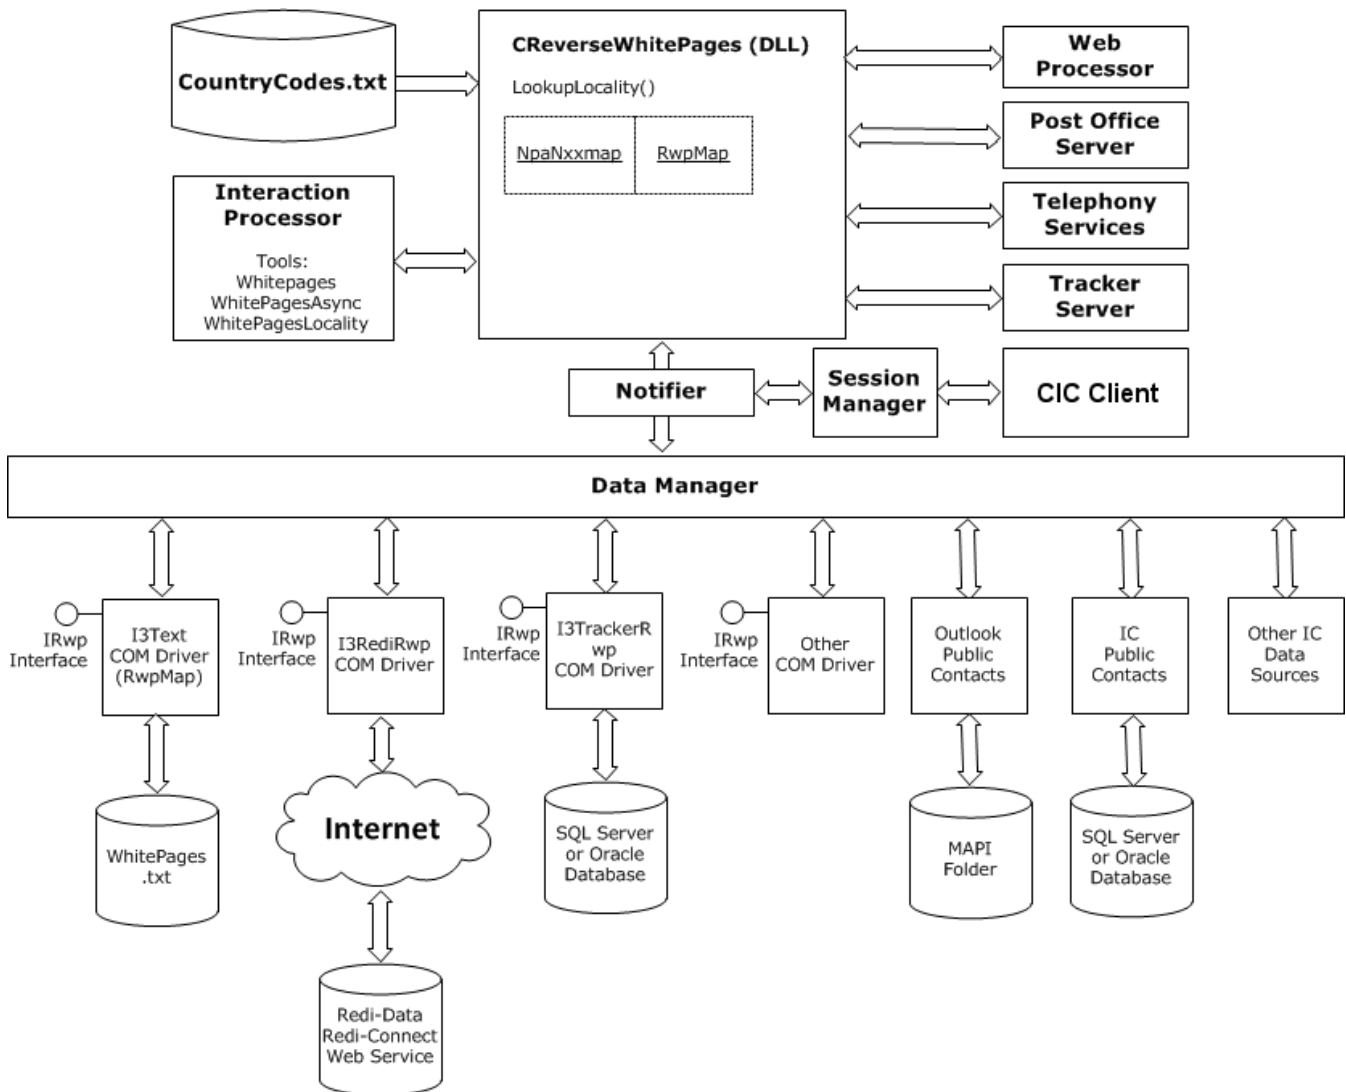 CountryCodes.txt
CReverseWhitePages (DLL)
LookupLocality()
NpaNxxmap
RwpMap
Web
Processor
Post Office
Server
Telephony
Services
Tracker
Server
Interaction
Processor
Tools:
Whitepages
WhitePagesAsync
WhitePagesLocality
Notifier
Session
Manager
CIC Client
Data Manager
IRwp
Interface
I3Text
COM Driver
(RwpMap)
IRwp
Interface
I3RediRwp
COM Driver
IRwp
Interface
I3TrackerR
wp
COM Driver
IRwp
Interface
Other
COM Driver
Outlook
Public
Contacts
IC
Public
Contacts
Other IC
Data
Sources
WhitePages
.txt
Internet
SQL Server
or Oracle
Database
MAPI
Folder
SQL Server
or Oracle
Database
Redi-Data
Redi-Connect
Web Service